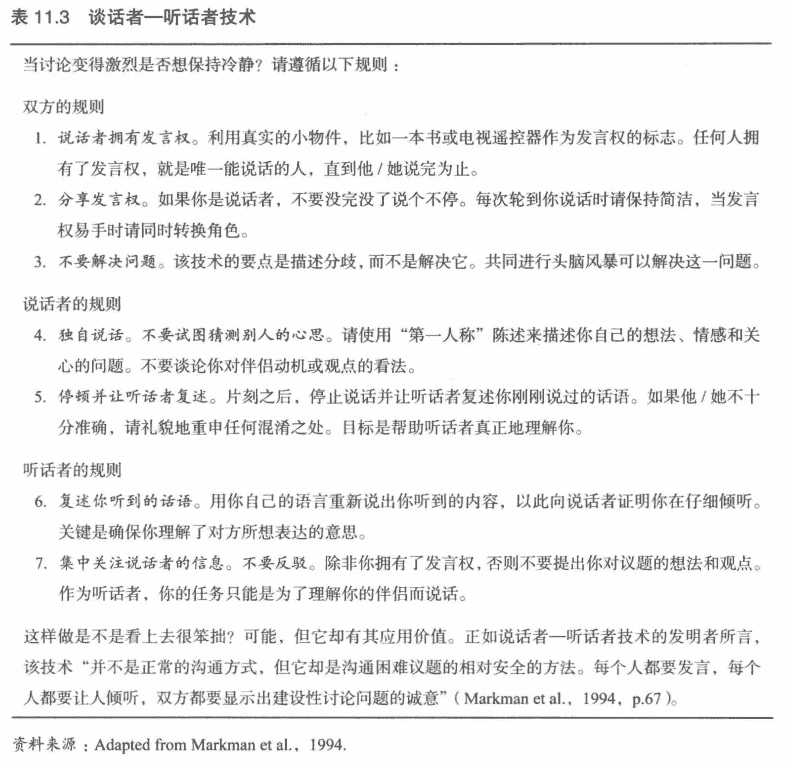 表 11.3 谈话者—听话者技术
当讨论变得激烈是否想保持冷静？请遵循以下规则：
双方的规则
1. 说话者拥有发言权。利用真实的小物件，比如一本书或电视遥控器作为发言权的标志。任何人拥
有了发言权，就是唯一能说话的人，直到他/她说完为止。
2. 分享发言权。如果你是说话者，不要没完没了说个不停。每次轮到你说话时请保持简洁，当发言
权易手时请同时转换角色。
3. 不要解决问题。该技术的要点是描述分歧，而不是解决它。共同进行头脑风暴可以解决这一问题。
说话者的规则
4. 独自说话。不要试图猜测别人的心思。请使用“第一人称”陈述来描述你自己的想法、情感和关
心的问题。不要谈论你对伴侣动机或观点的看法。
5. 停顿并让听话者复述。片刻之后，停止说话并让听话者复述你刚刚说过的话语。如果他/她不十
分准确，请礼貌地重申任何混淆之处。目标是帮助听话者真正地理解你。
听话者的规则
6. 复述你听到的话语。用你自己的语言重新说出你听到的内容，以此向说话者证明你在仔细倾听。
关键是确保你理解了对方所想表达的意思。
7. 集中关注说话者的信息。不要反驳。除非你拥有了发言权，否则不要提出你对议题的想法和观点。
作为听话者，你的任务只能是为了理解你的伴侣而说话。
这样做是不是看上去很笨拙？可能，但它却有其应用价值。正如说话者—听话者技术的发明者所言，
该技术“并不是正常的沟通方式，但它却是沟通困难议题的相对安全的方法。每个人都要发言，每个
人都要让人倾听，双方都要显示出建设性讨论问题的诚意”（Markman et al.，1994，p.67）。
资料来源：Adapted from Markman et al.，1994.